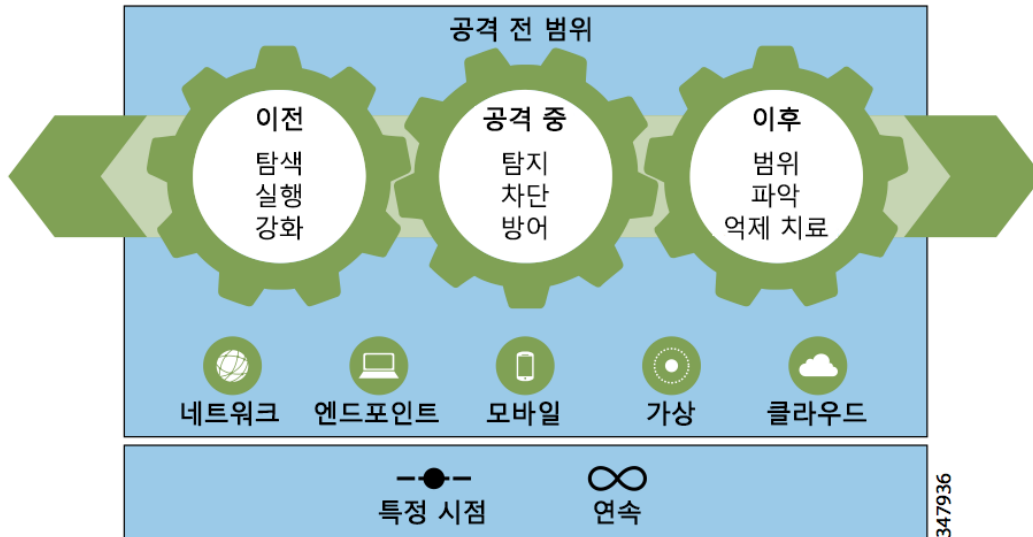 공격 전 범위
이전
탐색
실행
강화
공격 중
탐지
차단
방어
이후
범위
파악
억제 치료
네트워크
엔드포인트
모바일
가상
클라우드
특정 시점
연속
347936